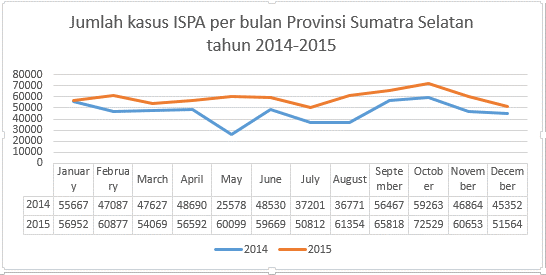 Jumlah kasus ISPA per bulan Provinsi Sumatra Selatan
tahun 2014-2015
80000
70000
60000
50000
40000
30000
20000
10000
0
Januar
y Februa
ry March April May June July August Septe
mber Octob
er Novem
ber Decem
ber
2014 55667 47087 47627 48690 25578 48530 37201 36771 56467 59263 46864 45352
2015 56952 60877 54069 56592 60099 59669 50812 61354 65818 72529 60653 51564
2014 2015